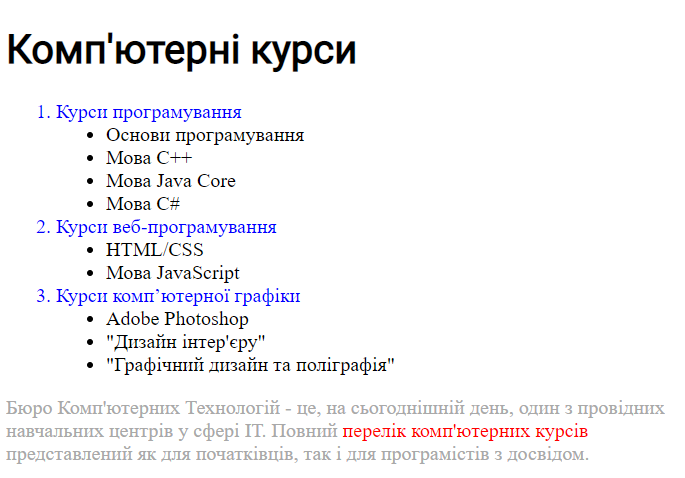 Комп'ютерні курси
1. Курси програмування
• Основи програмування
• Мова C++
• Мова Java Core
• Мова C#
2. Курси веб-програмування
• HTML/CSS
• Мова JavaScript
3. Курси комп’ютерної графіки
• Adobe Photoshop
• "Дизайн інтер'єру"
• "Графічний дизайн та поліграфія"
Бюро Комп'ютерних Технологій - це, на сьогоднішній день, один з провідних
навчальних центрів у сфері IT. Повний перелік комп'ютерних курсів
представлений як для початківців, так і для програмістів з досвідом.